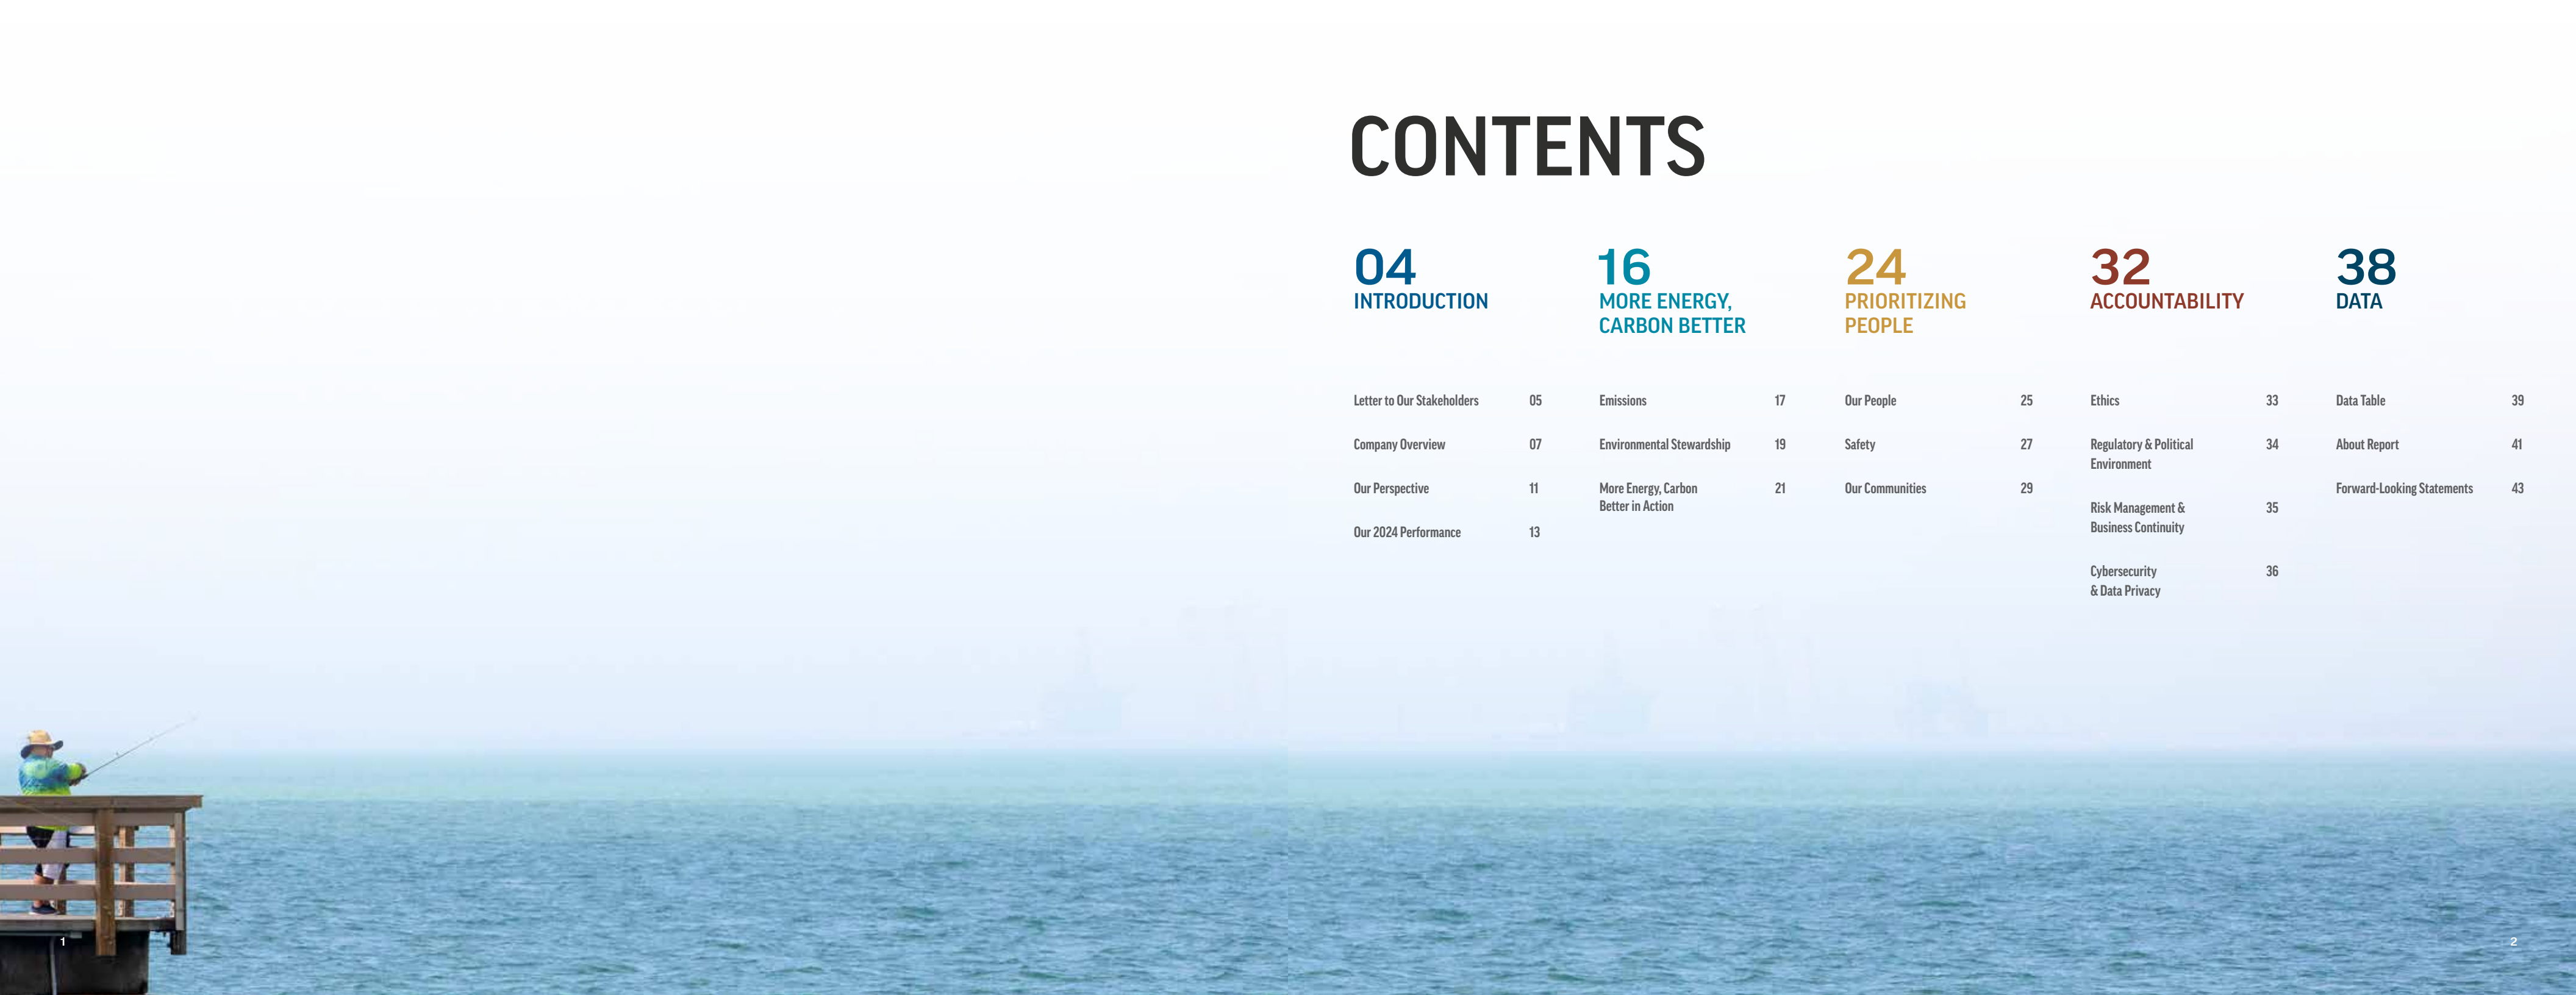 CONTENTS
04
INTRODUCTION
Letter to Our Stakeholders 05
Company Overview 07
Our Perspective 11
Our 2024 Performance 13
16
MORE ENERGY,
CARBON BETTER
Emissions 17
Environmental Stewardship 19
More Energy, Carbon 21
Better in Action
24
PRIORITIZING
PEOPLE
Our People 25
Safety 27
Our Communities 29
32
ACCOUNTABILITY
Ethics 33
Regulatory & Political 34
Environment
Risk Management & 35
Business Continuity
Cybersecurity 36
& Data Privacy
38
DATA
Data Table 39
About Report 41
Forward-Looking Statements 43
1
2